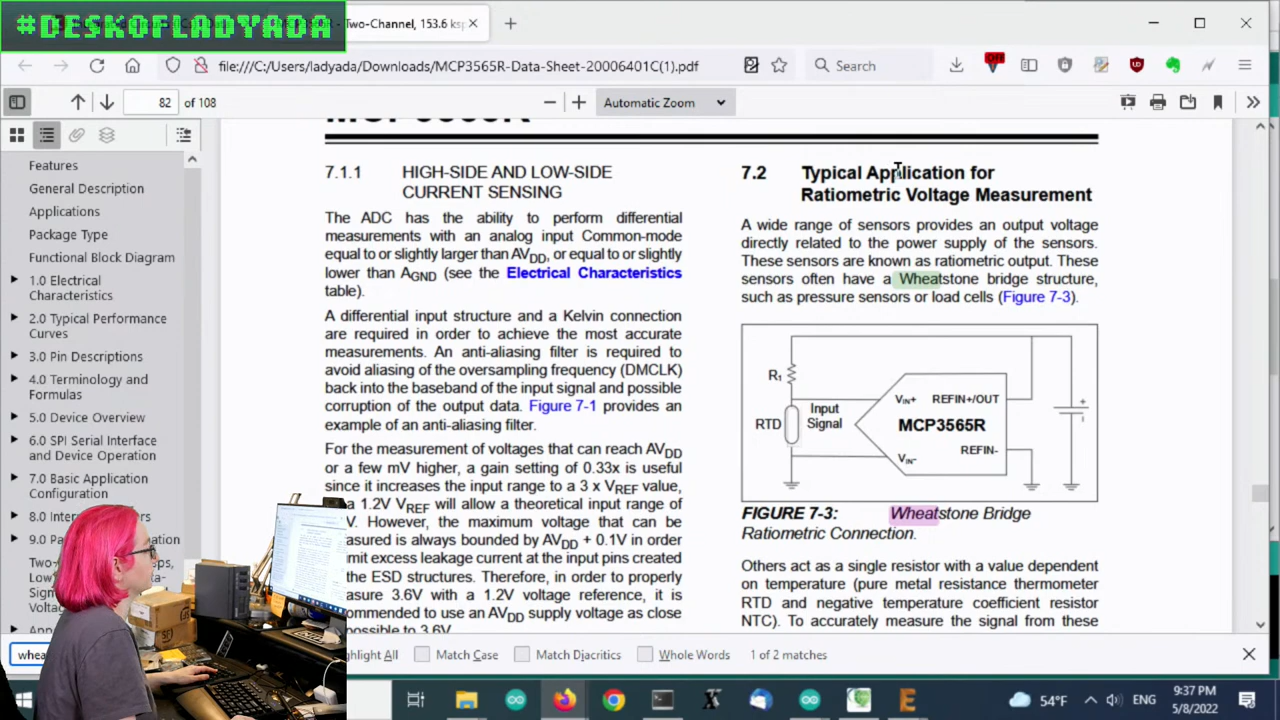 #DESKOFLADYADA
- Two-Channel, 153.6 ksp
file:///C:/Users/ladyada/Downloads/MCP3565R-Data-Sheet-20006401C(1).pdf
Search
Off
82
of 108
Automatic Zoom
Features
General Description
Applications
Package Type
Functional Block Diagram
1.0 Electrical
Characteristics
2.0 Typical Performance
Curves
3.0 Pin Descriptions
4.0 Terminology and
Formulas
5.0 Device Overview
6.0 SPI Serial Interface
and Device Operation
7.0 Basic Application
Configuration
7.1.1 HIGH-SIDE AND LOW-SIDE
CURRENT SENSING
The ADC has the ability to perform differential
measurements with an analog input Common-mode
equal to or slightly larger than AVDD, or equal to or slightly
lower than AGND (see the Electrical Characteristics
table).
A differential input structure and a Kelvin connection
are required in order to achieve the most accurate
measurements. An anti-aliasing filter is required to
avoid aliasing of the oversampling frequency (DMCLK)
back into the baseband of the input signal and possible
corruption of the output data. Figure 7-1 provides an
example of an anti-aliasing filter.
For the measurement of voltages that can reach AVDD
or a few mV higher, a gain setting of 0.33x is useful
since it increases the input range to a 3 x VREF value,
a 1.2V VREF will allow a theoretical input range of
However, the maximum voltage that can be
is always bounded by AVDD + 0.1V in order
limit excess leakage current at the input pins created
the ESD structures. Therefore, in order to properly
3.6V with a 1.2V voltage reference, it is
to use an AVDD supply voltage as close
possible to 3.6V.
7.2 Typical Application for
Ratiometric Voltage Measurement
A wide range of sensors provides an output voltage
directly related to the power supply of the sensors.
These sensors are known as ratiometric output. These
sensors often have a Wheatstone bridge structure,
such as pressure sensors or load cells (Figure 7-3).
R1
RTD
Input
Signal
VIN+
REFIN+/OUT
MCP3565R
VIN-
REFIN-
+
FIGURE 7-3: Wheatstone Bridge
Ratiometric Connection.
Others act as a single resistor with a value dependent
on temperature (pure metal resistance thermometer
RTD and negative temperature coefficient resistor
NTC). To accurately measure the signal from these
whea
Match Case
Match Diacritics
Whole Words
1 of 2 matches
54°F
ENG
9:37 PM
5/8/2022